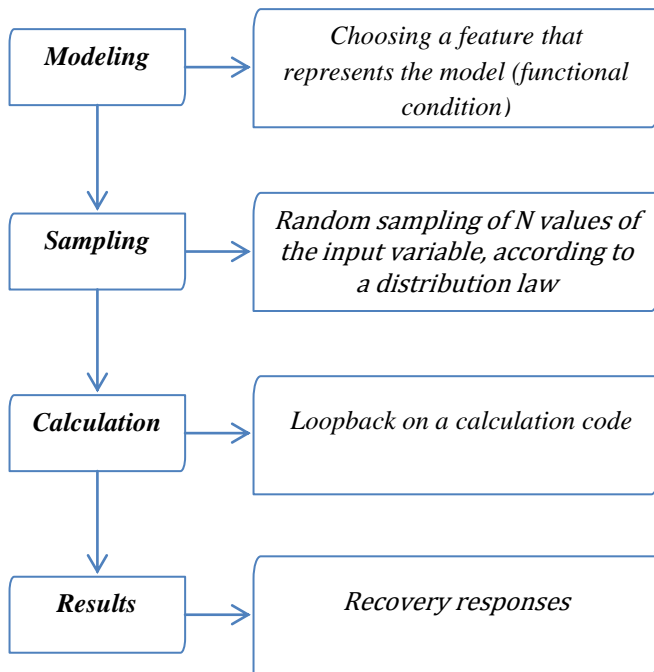 Modeling
Choosing a feature that
represents the model (functional
condition)
Sampling
Random sampling of N values of
the input variable, according to
a distribution law
Calculation
Loopback on a calculation code
Results
Recovery responses